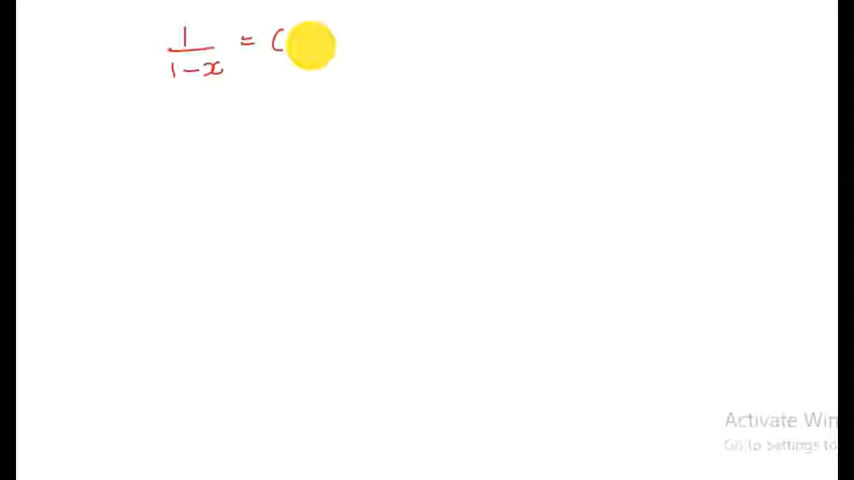 1/(1-x) = (
Activate Win
Go to Settings to